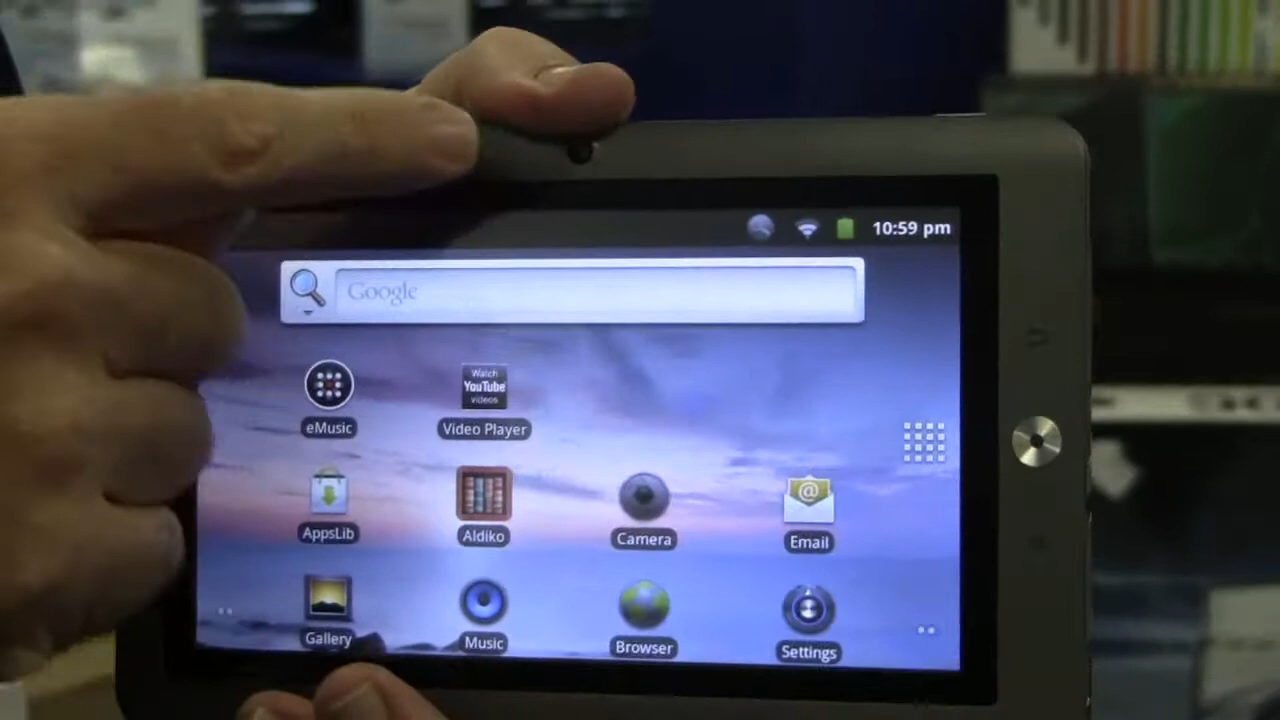 10:59 pm
Google
Watch
YouTube
videos
eMusic
Video Player
AppsLib
Aldiko
Camera
Email
Gallery
Music
Browser
Settings